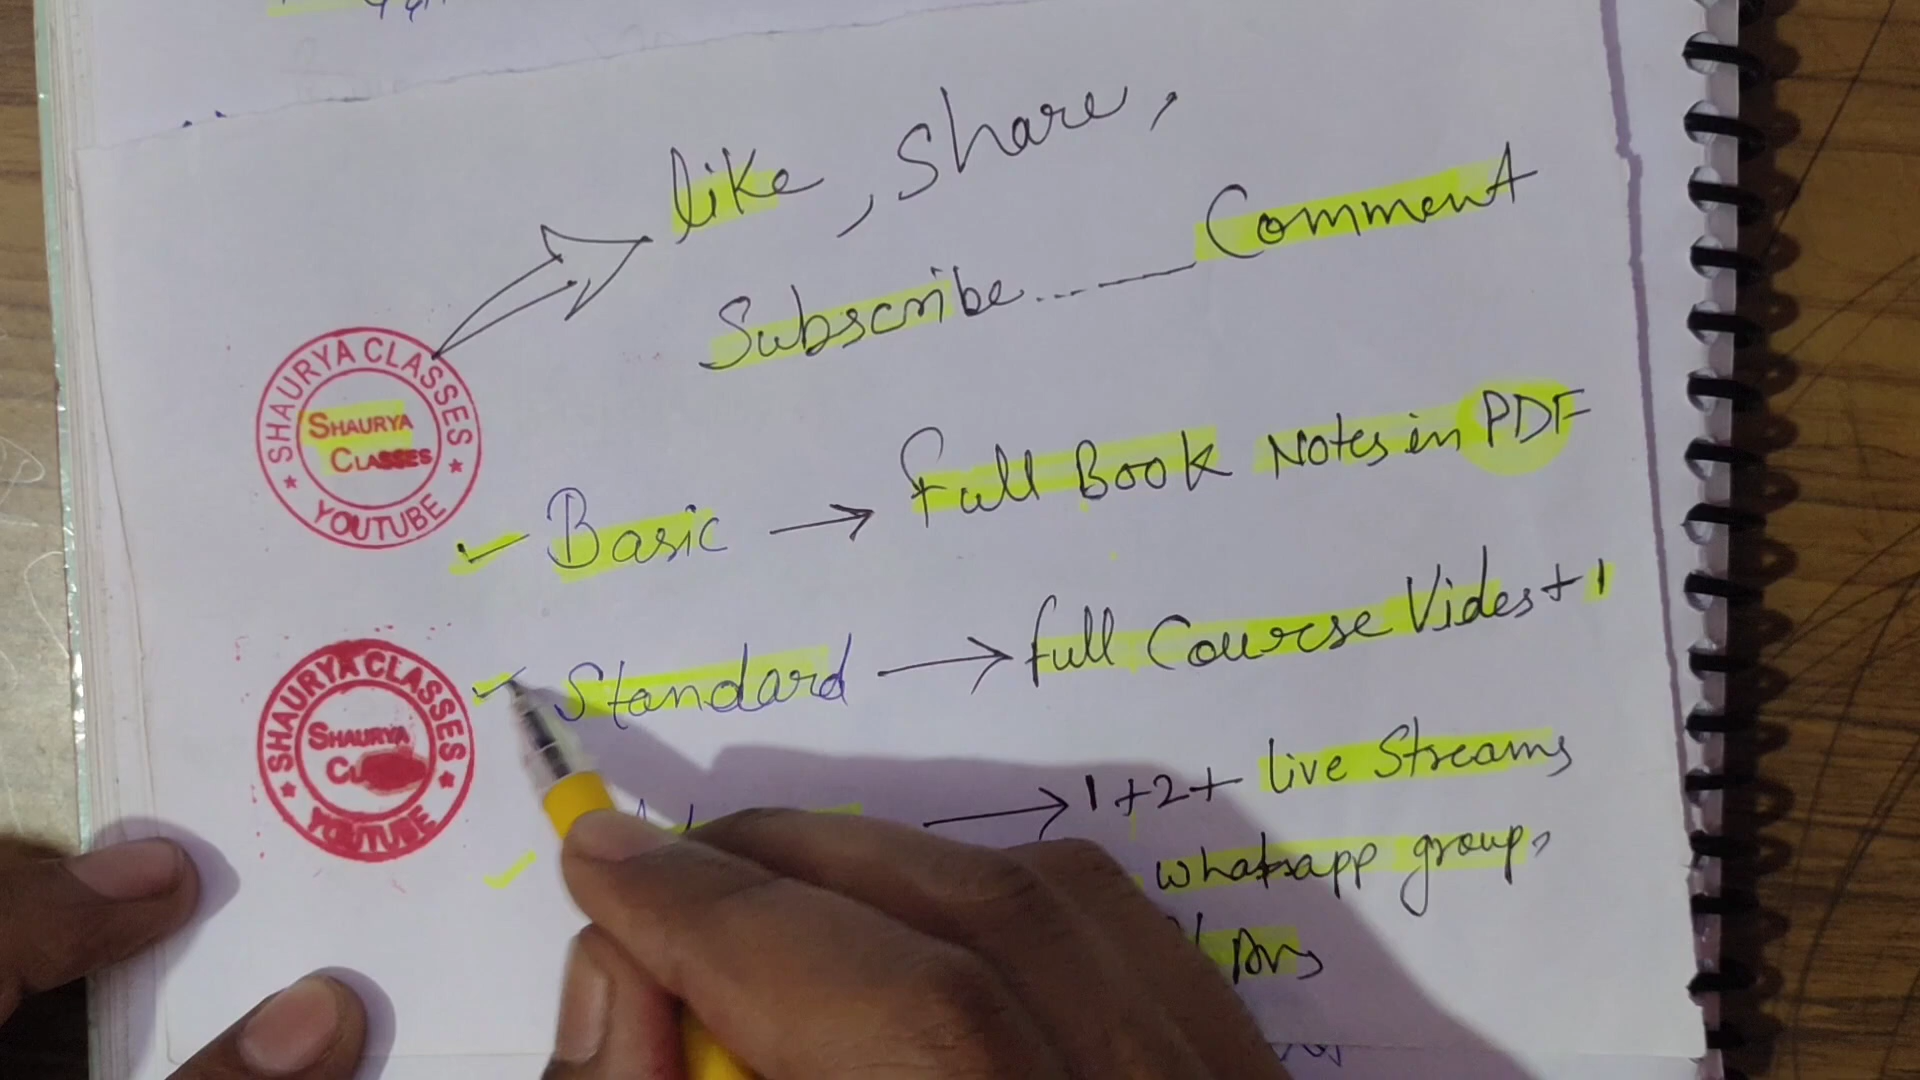 like, Share,
Subscribe....---- Comment
SHAURYA CLASSES
SHAURYA
CLASSES
YOUTUBE
Basic → Full Book Notes in PDF
SHAURYA CLASSES
SHAURYA
YOUTUBE
Standard → full Course Vides + 1
→ 1+2+ live Streams
whatsapp group,